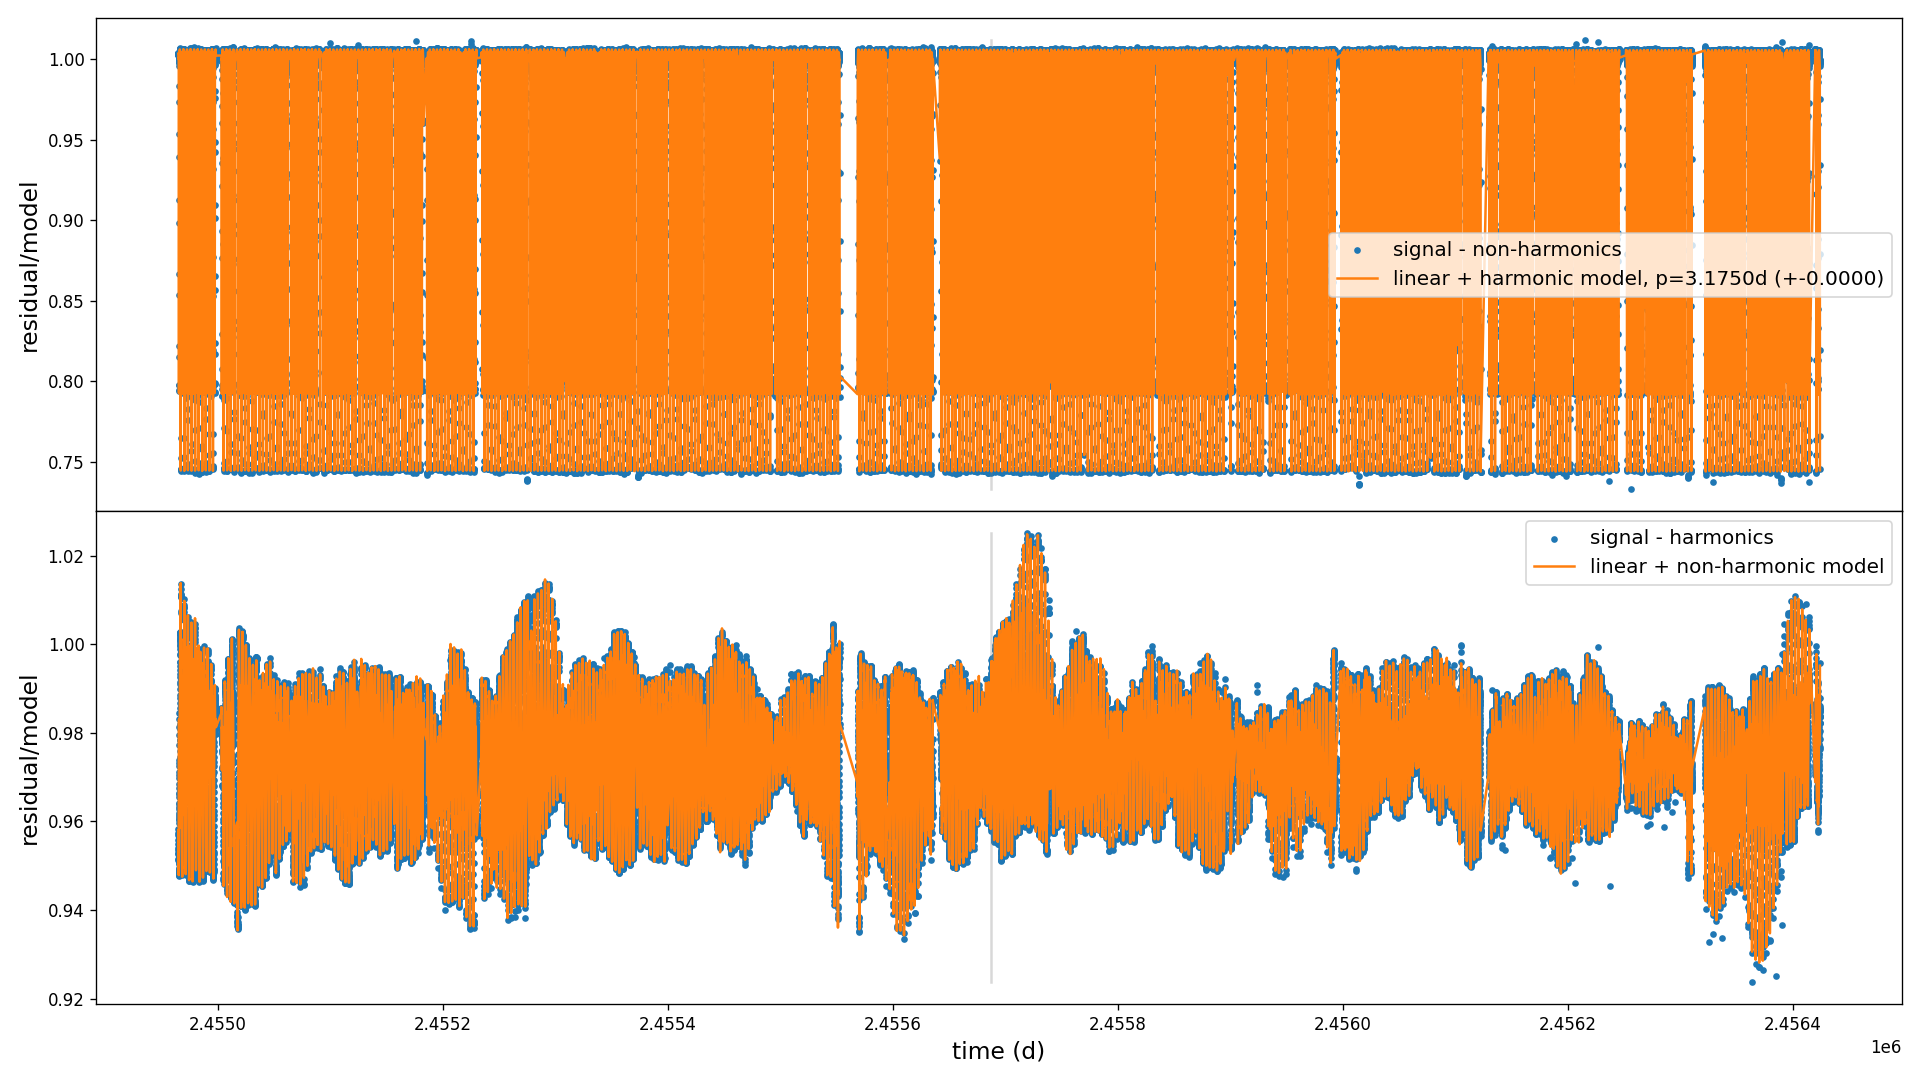 residual/model
1.00
0.95
0.90
0.85
0.80
0.75
signal - non-harmonics
linear + harmonic model, p=3.1750d (+-0.0000)
residual/model
1.02
1.00
0.98
0.96
0.94
0.92
signal - harmonics
linear + non-harmonic model
2.4550
2.4552
2.4554
2.4556
2.4558
2.4560
2.4562
2.4564
time (d)
1e6